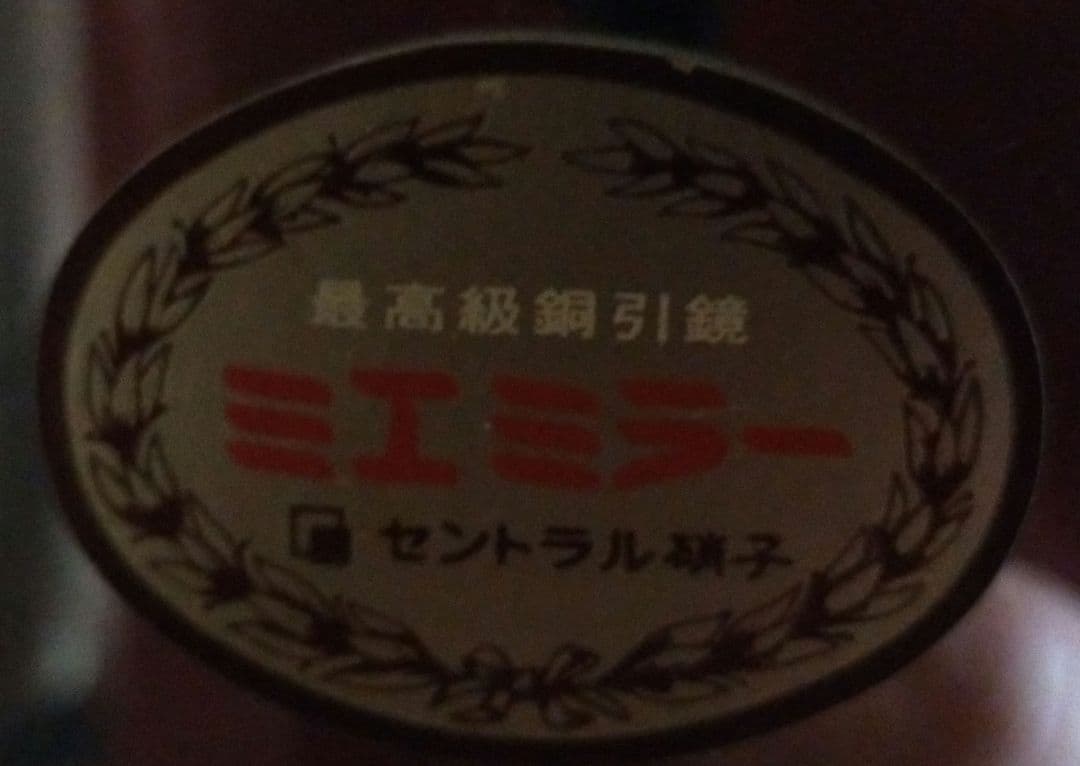 最高級銅引鏡
ミエミラー
セントラル硝子